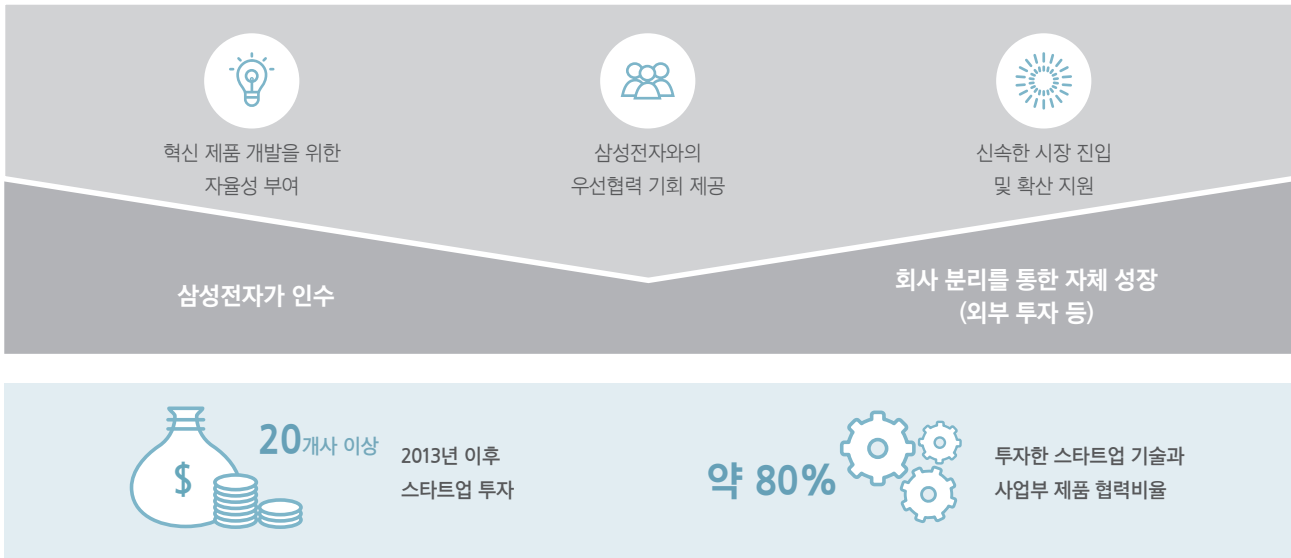 혁신 제품 개발을 위한
자율성 부여
삼성전자와의
우선협력 기회 제공
신속한 시장 진입
및 확산 지원
삼성전자가 인수
회사 분리를 통한 자체 성장
(외부 투자 등)
$
20개사 이상
2013년 이후
스타트업 투자
약 80%
투자한 스타트업 기술과
사업부 제품 협력비율